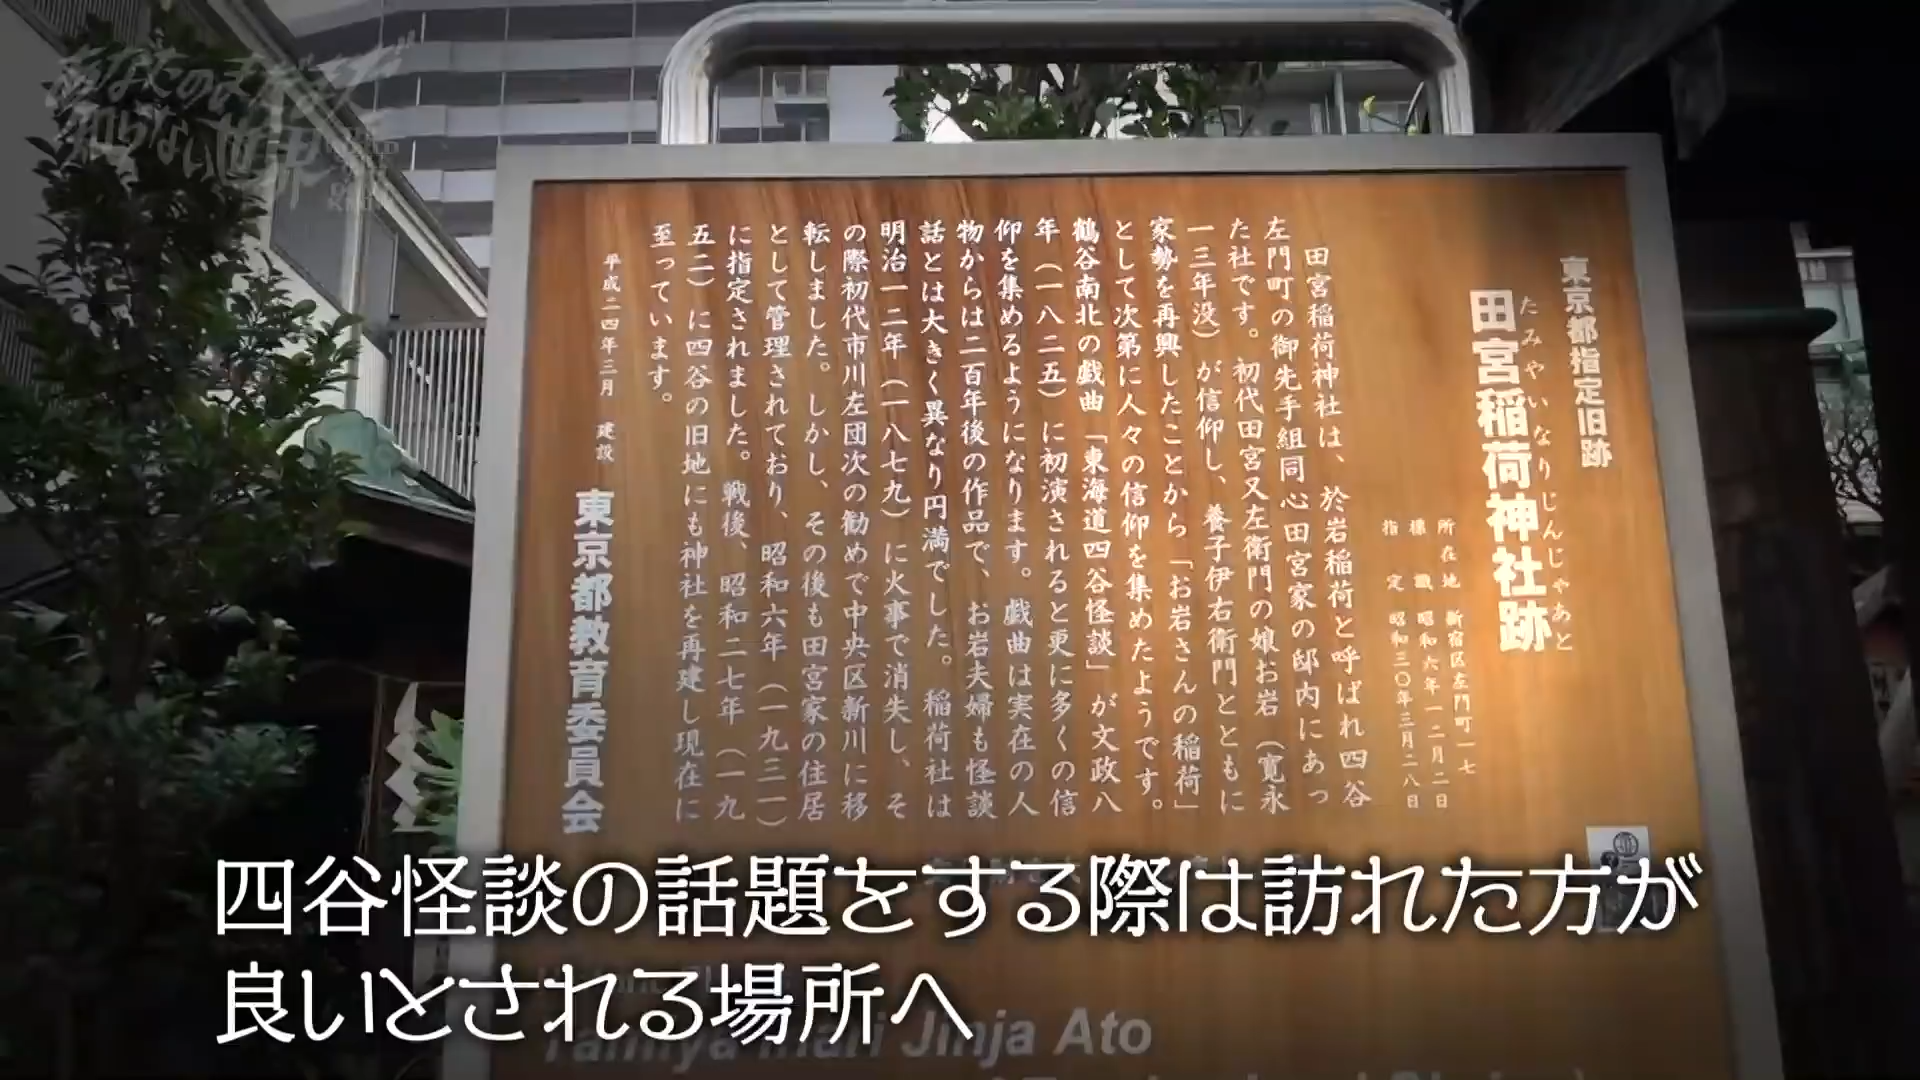 あなたのまだまだ
知らない世界
東京都指定旧跡
たみやいなりじんじゃあと
田宮稲荷神社跡
所在地 新宿区左門町一七
標識 昭和六年一二月二日
指定 昭和三〇年三月二八日
田宮稲荷神社は、於岩稲荷と呼ばれ四谷
左門町の御先手組同心田宮家の邸内にあっ
た社です。初代田宮又左衛門の娘お岩(寛永
一三年没)が信仰し、養子伊右衛門とともに
家勢を再興したことから「お岩さんの稲荷」
として次第に人々の信仰を集めたようです。
鶴谷南北の戯曲「東海道四谷怪談」が文政八
年(一八二五)に初演されると更に多くの信
仰を集めるようになります。戯曲は実在の人
物からは二百年後の作品で、お岩夫婦も怪談
話とは大きく異なり円満でした。稲荷社は
明治一二年(一八七九)に火事で消失し、そ
の際初代市川左団次の勧めで中央区新川に移
転しました。しかし、その後も田宮家の住居
として管理されており、昭和六年(一九三一)
に指定されました。戦後、昭和二七年(一九
五二)に四谷の旧地にも神社を再建し現在に
至っています。
平成二四年三月 建設
東京都教育委員会
四谷怪談の話題をする際は訪れた方が
良いとされる場所へ
Tamiya Inari Jinja Ato